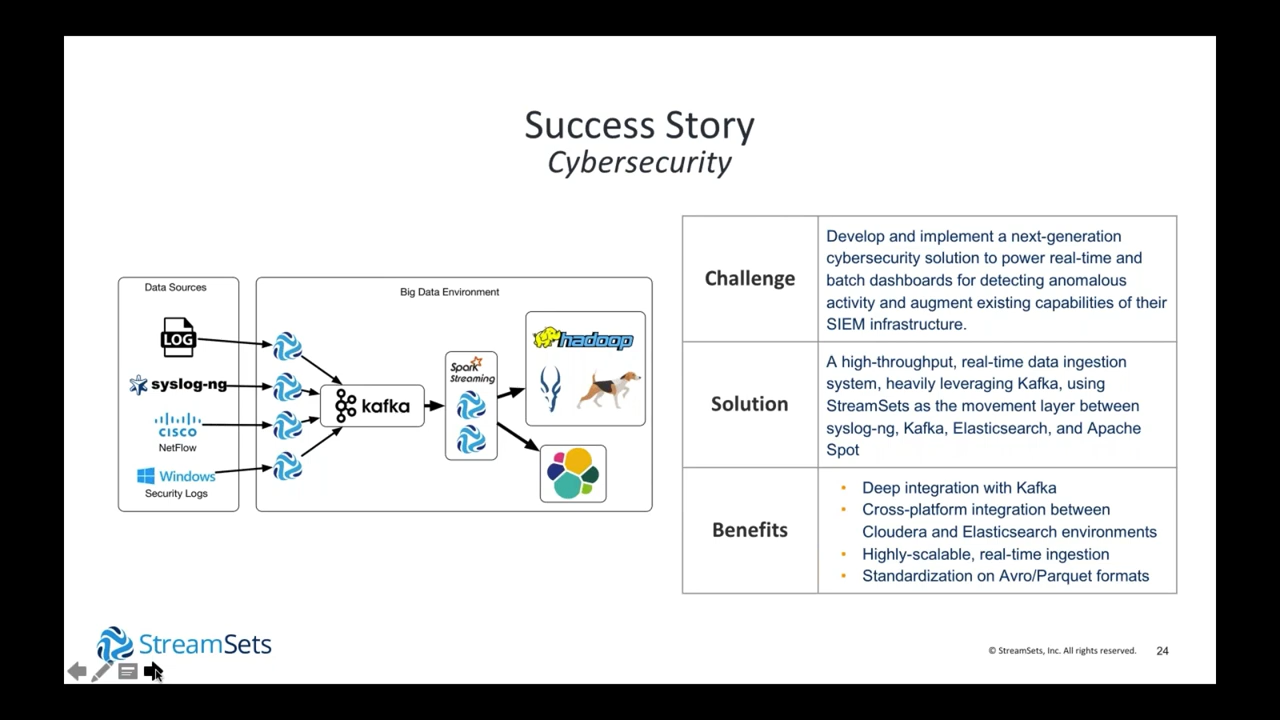 Success Story
Cybersecurity
Data Sources
LOG
syslog-ng
CISCO
NetFlow
Windows
Security Logs
Big Data Environment
kafka
Spark
Streaming
hadoop
Challenge
Develop and implement a next-generation
cybersecurity solution to power real-time and
batch dashboards for detecting anomalous
activity and augment existing capabilities of their
SIEM infrastructure.
Solution
A high-throughput, real-time data ingestion
system, heavily leveraging Kafka, using
StreamSets as the movement layer between
syslog-ng, Kafka, Elasticsearch, and Apache
Spot
Benefits
• Deep integration with Kafka
• Cross-platform integration between
Cloudera and Elasticsearch environments
• Highly-scalable, real-time ingestion
• Standardization on Avro/Parquet formats
StreamSets
© StreamSets, Inc. All rights reserved. 24